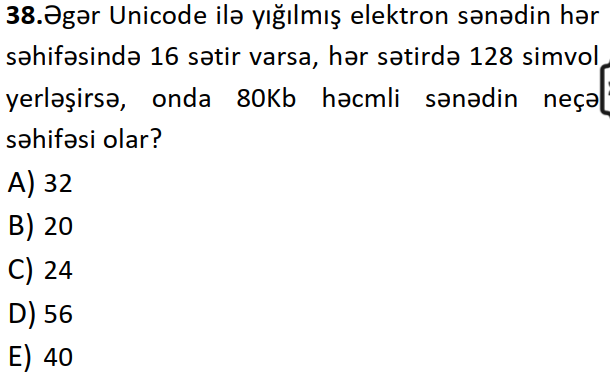 38.Əgər Unicode ilə yığılmış elektron sənədin hər
səhifəsində 16 sətir varsa, hər sətirdə 128 simvol
yerləşirsə, onda 80Kb həcmli sənədin neçə
səhifəsi olar?
A) 32
B) 20
C) 24
D) 56
E) 40